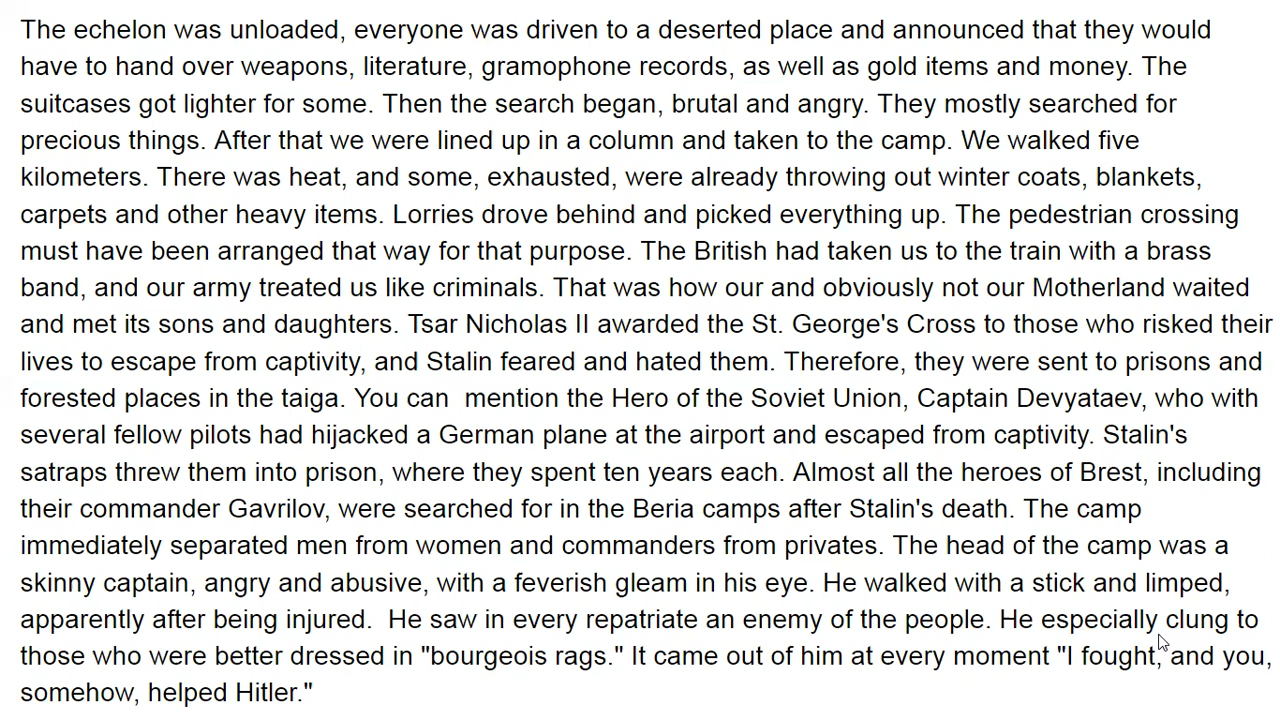 The echelon was unloaded, everyone was driven to a deserted place and announced that they would
have to hand over weapons, literature, gramophone records, as well as gold items and money. The
suitcases got lighter for some. Then the search began, brutal and angry. They mostly searched for
precious things. After that we were lined up in a column and taken to the camp. We walked five
kilometers. There was heat, and some, exhausted, were already throwing out winter coats, blankets,
carpets and other heavy items. Lorries drove behind and picked everything up. The pedestrian crossing
must have been arranged that way for that purpose. The British had taken us to the train with a brass
band, and our army treated us like criminals. That was how our and obviously not our Motherland waited
and met its sons and daughters. Tsar Nicholas II awarded the St. George's Cross to those who risked their
lives to escape from captivity, and Stalin feared and hated them. Therefore, they were sent to prisons and
forested places in the taiga. You can  mention the Hero of the Soviet Union, Captain Devyataev, who with
several fellow pilots had hijacked a German plane at the airport and escaped from captivity. Stalin's
satraps threw them into prison, where they spent ten years each. Almost all the heroes of Brest, including
their commander Gavrilov, were searched for in the Beria camps after Stalin's death. The camp
immediately separated men from women and commanders from privates. The head of the camp was a
skinny captain, angry and abusive, with a feverish gleam in his eye. He walked with a stick and limped,
apparently after being injured.  He saw in every repatriate an enemy of the people. He especially clung to
those who were better dressed in "bourgeois rags." It came out of him at every moment "I fought, and you,
somehow, helped Hitler."